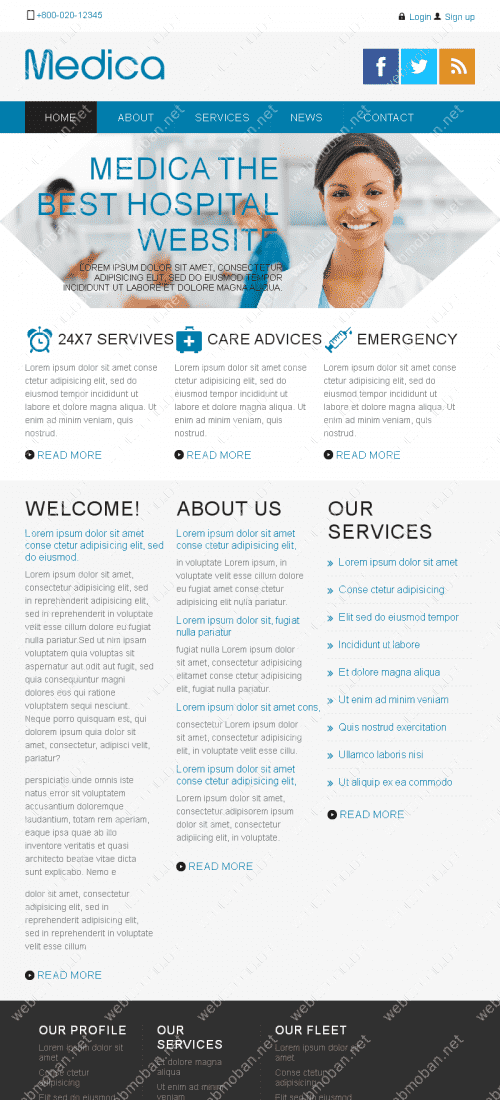 +800-020-12345
Login Sign up
Medica
HOME ABOUT SERVICES NEWS CONTACT
MEDICA THE
BEST HOSPITAL
WEBSITE
LOREM IPSUM DOLOR SIT AMET, CONSECTETUR
ADIPISICING ELIT, SED DO EIUSMOD TEMPOR
INCIDIDUNT UT LABORE ET DOLORE MAGNA ALIQUA.
24X7 SERVIVES
Lorem ipsum dolor sit amet conse
ctetur adipisicing elit, sed do
eiusmod tempor incididunt ut
labore et dolore magna aliqua. Ut
enim ad minim veniam, quis
nostrud.
READ MORE
CARE ADVICES
Lorem ipsum dolor sit amet conse
ctetur adipisicing elit, sed do
eiusmod tempor incididunt ut
labore et dolore magna aliqua. Ut
enim ad minim veniam, quis
nostrud.
READ MORE
EMERGENCY
Lorem ipsum dolor sit amet conse
ctetur adipisicing elit, sed do
eiusmod tempor incididunt ut
labore et dolore magna aliqua. Ut
enim ad minim veniam, quis
nostrud.
READ MORE
WELCOME!
Lorem ipsum dolor sit amet
conse ctetur adipisicing elit, sed
do eiusmod.
Lorem ipsum dolor sit amet,
consectetur adipisicing elit, sed
in reprehenderit adipisicing elit,
sed in reprehenderit in voluptate
velit esse cillum dolore eu fugiat
nulla pariatur.Sed ut nim ipsam
voluptatem quia voluptas sit
aspernatur aut odit aut fugit, sed
quia consequuntur magni
dolores eos qui ratione
voluptatem sequi nesciunt.
Neque porro quisquam est, qui
dolorem ipsum quia dolor sit
amet, consectetur, adipisci velit,
pariatur?
perspiciatis unde omnis iste
natus error sit voluptatem
accusantium doloremque
laudantium, totam rem aperiam,
eaque ipsa quae ab illo
inventore veritatis et quasi
architecto beatae vitae dicta
sunt explicabo. Nemo e
dolor sit amet, consectetur
adipisicing elit, sed in
reprehenderit adipisicing elit,
sed in reprehenderit in voluptate
velit esse cillum
READ MORE
ABOUT US
Lorem ipsum dolor sit amet
conse ctetur adipisicing elit,
in voluptate Lorem ipsum, in
voluptate velit esse cillum dolore
eu fugiat amet conse ctetur
adipisicing elit nulla pariatur.
Lorem ipsum dolor sit, fugiat
nulla pariatur
fugiat nulla Lorem ipsum dolor
sit amet, consectetur adipisicing
elitamet conse ctetur adipisicing
elit, fugiat nulla pariatur.
Lorem ipsum dolor sit amet cons,
consectetur Lorem ipsum dolor
sit amet, consectetur adipisicing
elit, in voluptate velit esse cillu.
Lorem ipsum dolor sit amet
conse ctetur adipisicing elit,
Lorem ipsum dolor sit amet,
consectetur,adipisorem ipsum
dolor sit amet, consectetur
adipiicing elit, in voluptate.
READ MORE
OUR
SERVICES
Lorem ipsum dolor sit amet
Conse ctetur adipisicing
Elit sed do eiusmod tempor
Incididunt ut labore
Et dolore magna aliqua
Ut enim ad minim veniam
Quis nostrud exercitation
Ullamco laboris nisi
Ut aliquip ex ea commodo
READ MORE
OUR PROFILE
Lorem ipsum dolor sit
amet
Conse ctetur
adipisicing
Elit sed do eiusmod
OUR
SERVICES
Et dolore magna
aliqua
Ut enim ad minim
veniam
OUR FLEET
Lorem ipsum dolor sit
amet
Conse ctetur
adipisicing
Elit sed do eiusmod
webmoban.net